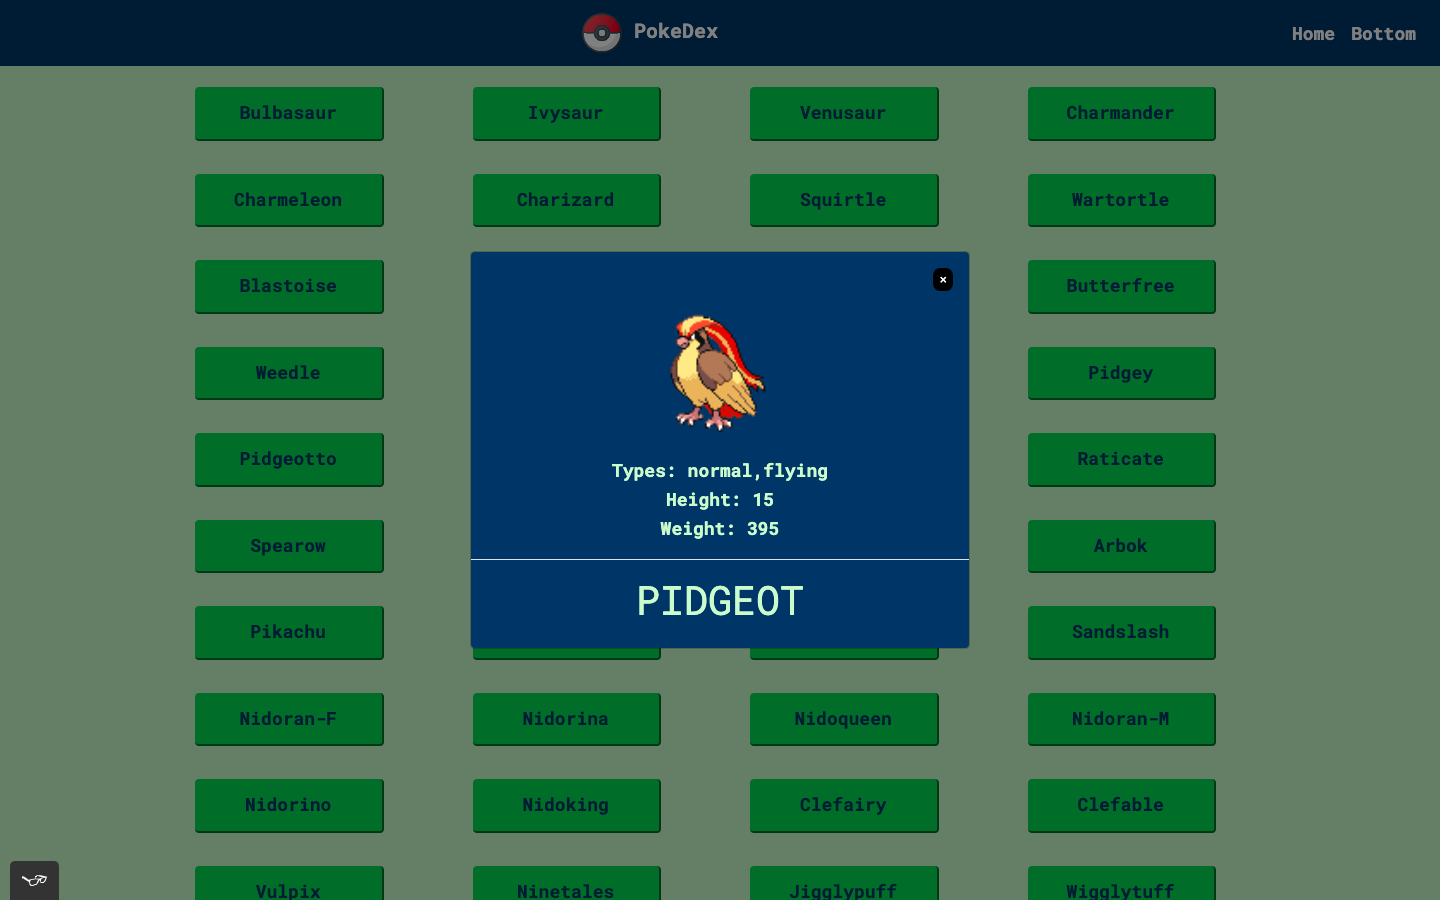 PokeDex
Home Bottom
Bulbasaur Ivysaur Venusaur Charmander
Charmeleon Charizard Squirtle Wartortle
Blastoise Butterfree
Weedle Pidgey
Pidgeotto Raticate
Spearow Arbok
Pikachu Sandslash
×
Types: normal,flying
Height: 15
Weight: 395
PIDGEOT
Nidoran-F Nidorina Nidoqueen Nidoran-M
Nidorino Nidoking Clefairy Clefable
Vulpix Ninetales Jigglypuff Wigglytuff